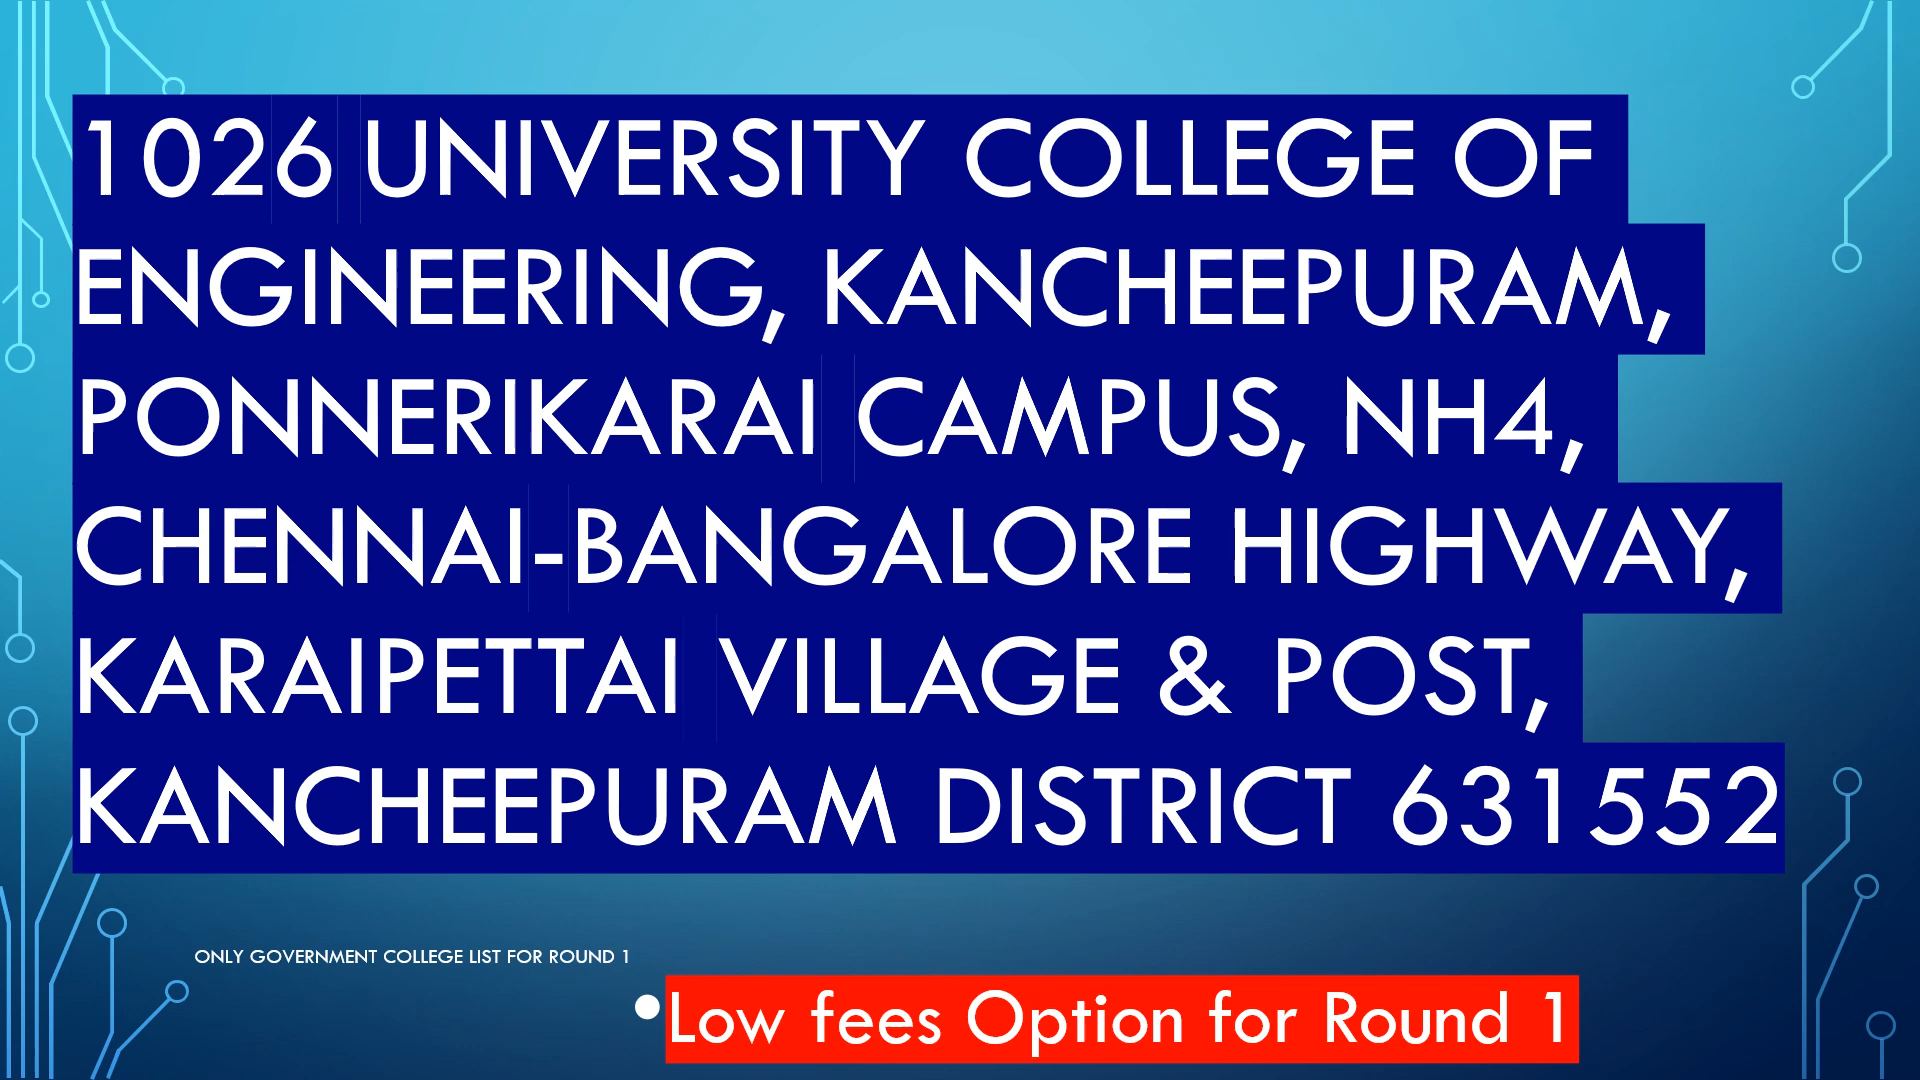 1026 UNIVERSITY COLLEGE OF
ENGINEERING, KANCHEEPURAM,
PONNERIKARAI CAMPUS, NH4,
CHENNAI-BANGALORE HIGHWAY,
KARAIPETTAI VILLAGE & POST,
KANCHEEPURAM DISTRICT 631552
ONLY GOVERNMENT COLLEGE LIST FOR ROUND 1
• Low fees Option for Round 1